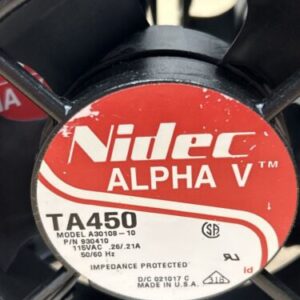 Nidec
ALPHA V™
TA450
MODEL A30108-10
P/N 930410
115VAC .26/.21A
50/60 Hz
IMPEDANCE PROTECTED
D/C 021017 C
MADE IN U.S.A.